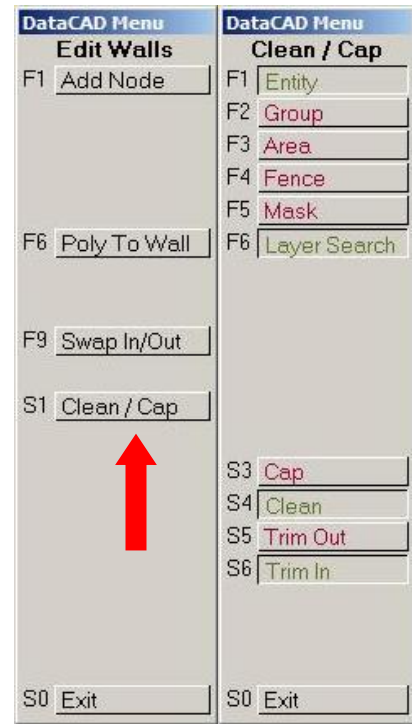 DataCAD Menu
Edit Walls
F1 Add Node
F6 Poly To Wall
F9 Swap In/Out
S1 Clean / Cap
S0 Exit
DataCAD Menu
Clean / Cap
F1 Entity
F2 Group
F3 Area
F4 Fence
F5 Mask
F6 Layer Search
S3 Cap
S4 Clean
S5 Trim Out
S6 Trim In
S0 Exit